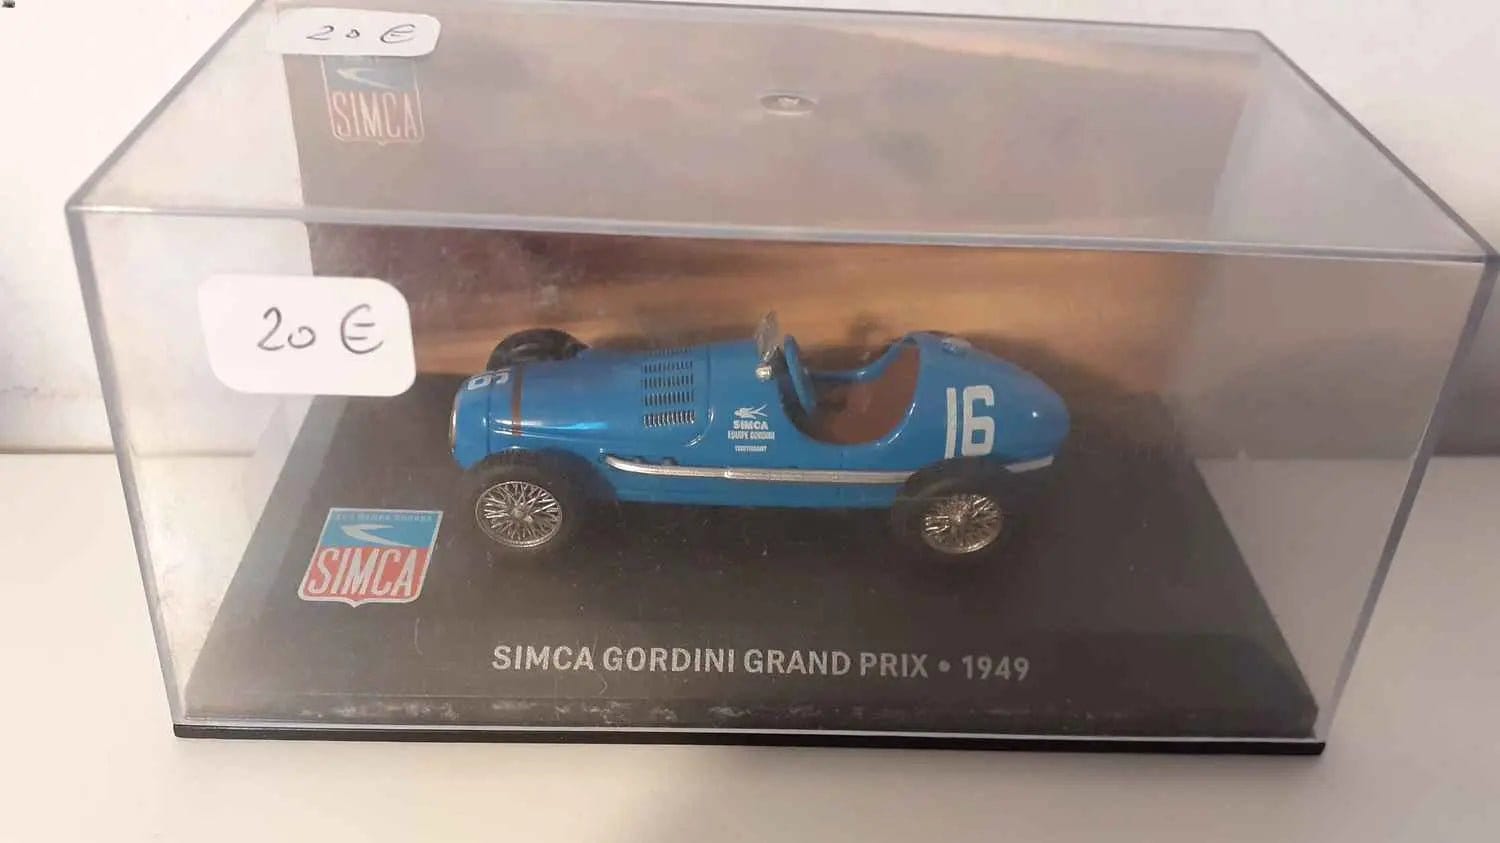 20 €
SIMCA
20 €
16
SIMCA
EQUIPE GORDINI
16
SIMCA
SIMCA GORDINI GRAND PRIX • 1949